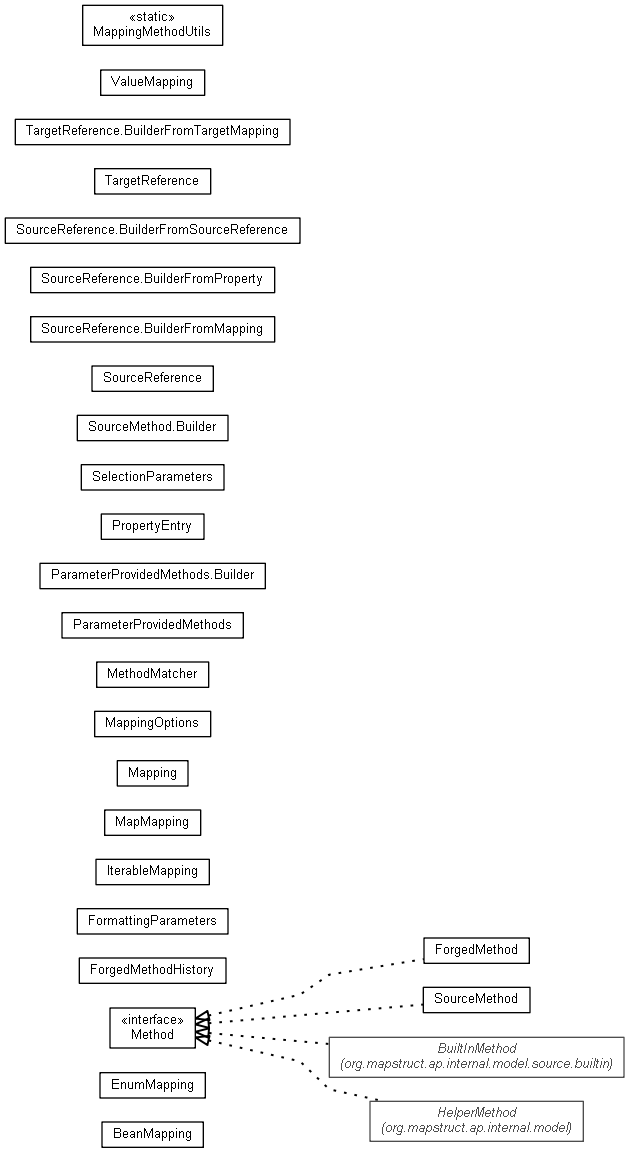 «static»
MappingMethodUtils
ValueMapping
TargetReference.BuilderFromTargetMapping
TargetReference
SourceReference.BuilderFromSourceReference
SourceReference.BuilderFromProperty
SourceReference.BuilderFromMapping
SourceReference
SourceMethod.Builder
SelectionParameters
PropertyEntry
ParameterProvidedMethods.Builder
ParameterProvidedMethods
MethodMatcher
MappingOptions
Mapping
MapMapping
IterableMapping
FormattingParameters
ForgedMethodHistory
«interface»
Method
EnumMapping
BeanMapping
ForgedMethod
SourceMethod
BuiltInMethod
(org.mapstruct.ap.internal.model.source.builtin)
HelperMethod
(org.mapstruct.ap.internal.model)